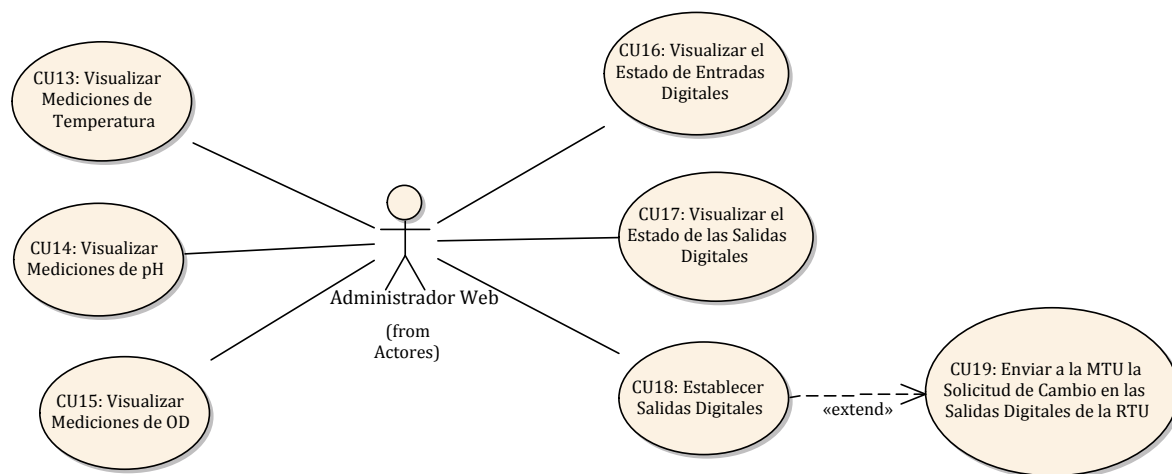 CU13: Visualizar
Mediciones de
Temperatura
CU16: Visualizar el
Estado de Entradas
Digitales
CU14: Visualizar
Mediciones de pH
CU17: Visualizar el
Estado de las Salidas
Digitales
Administrador Web
(from
Actores)
CU15: Visualizar
Mediciones de OD
CU18: Establecer
Salidas Digitales
«extend»
CU19: Enviar a la MTU la
Solicitud de Cambio en las
Salidas Digitales de la RTU